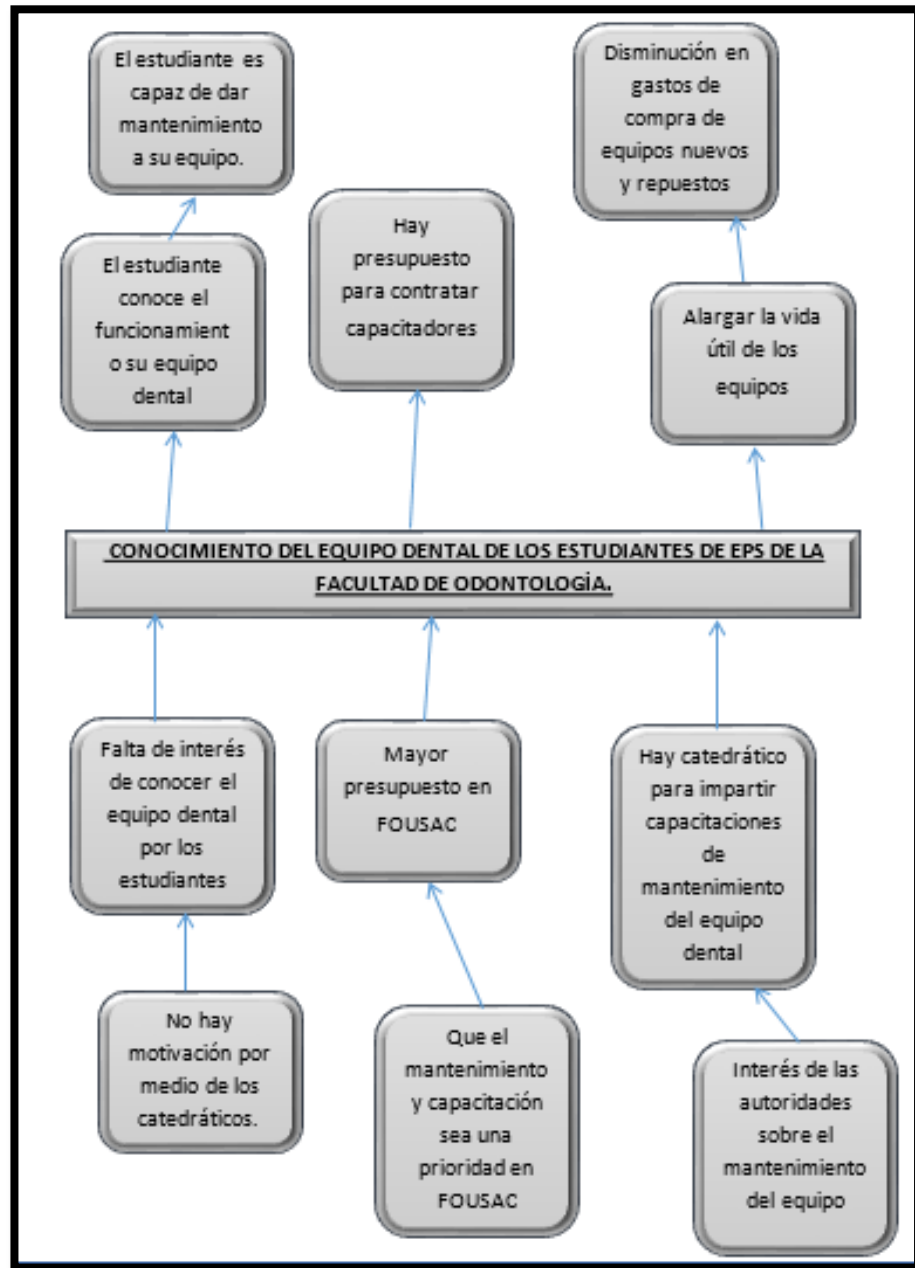 El estudiante es
capaz de dar
mantenimiento
a su equipo.
Disminución en
gastos de
compra de
equipos nuevos
y repuestos
Hay
presupuesto
para contratar
capacitadores
El estudiante
conoce el
funcionamient
o su equipo
dental
Alargar la vida
útil de los
equipos
CONOCIMIENTO DEL EQUIPO DENTAL DE LOS ESTUDIANTES DE EPS DE LA
FACULTAD DE ODONTOLOGÍA.
Falta de interés
de conocer el
equipo dental
por los
estudiantes
Mayor
presupuesto en
FOUSAC
Hay catedrático
para impartir
capacitaciones
de
mantenimiento
del equipo
dental
No hay
motivación por
medio de los
catedráticos.
Que el
mantenimiento
y capacitación
sea una
prioridad en
FOUSAC
Interés de las
autoridades
sobre el
mantenimiento
del equipo